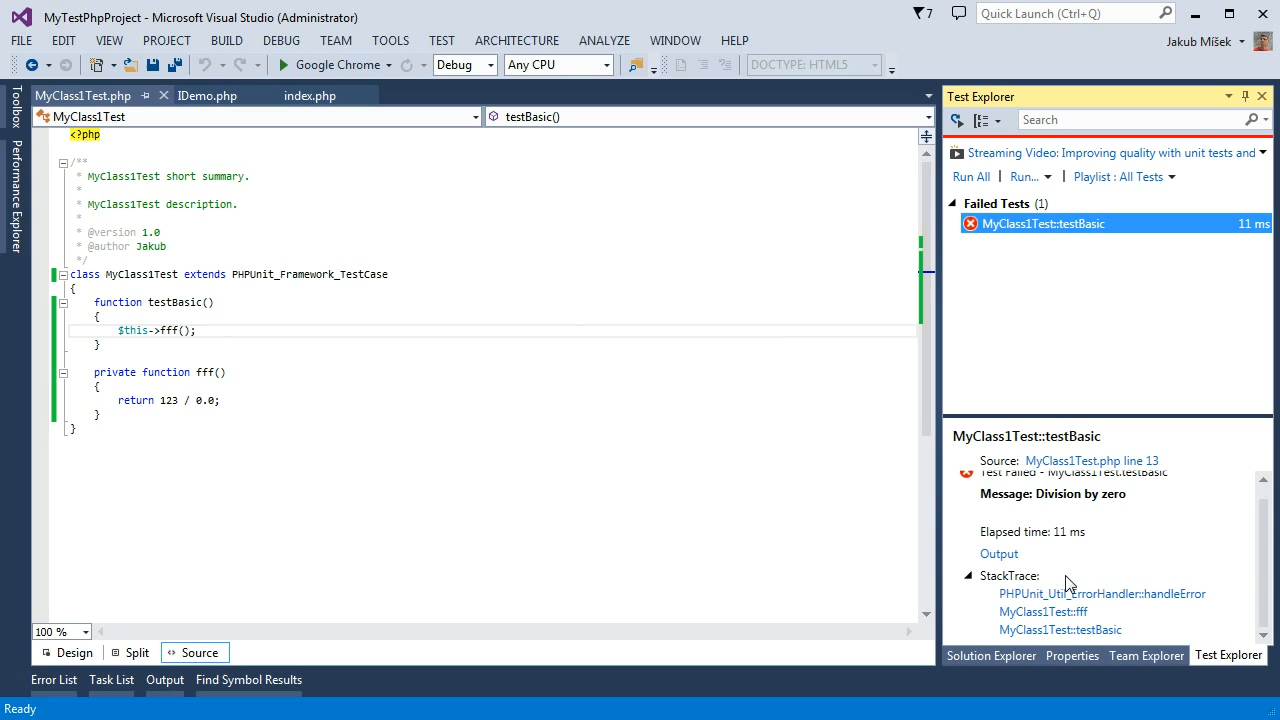 MyTestPhpProject - Microsoft Visual Studio (Administrator)
7
Quick Launch (Ctrl+Q)
FILE EDIT VIEW PROJECT BUILD DEBUG TEAM TOOLS TEST ARCHITECTURE ANALYZE WINDOW HELP
Jakub Míšek
Google Chrome
Debug
Any CPU
DOCTYPE: HTML5
Toolbox
Performance Explorer
MyClass1Test.php
IDemo.php
index.php
MyClass1Test
testBasic()
<?php
/**
* MyClass1Test short summary.
*
* MyClass1Test description.
*
* @version 1.0
* @author Jakub
*/
class MyClass1Test extends PHPUnit_Framework_TestCase
{
function testBasic()
{
$this->fff();
}
private function fff()
{
return 123 / 0.0;
}
}
100 %
Design
Split
Source
Test Explorer
Search
Streaming Video: Improving quality with unit tests and
Run All | Run... | Playlist : All Tests
Failed Tests (1)
MyClass1Test::testBasic 11 ms
MyClass1Test::testBasic
Source: MyClass1Test.php line 13
Test Failed - MyClass1Test.testBasic
Message: Division by zero
Elapsed time: 11 ms
Output
StackTrace:
PHPUnit_Util_ErrorHandler::handleError
MyClass1Test::fff
MyClass1Test::testBasic
Solution Explorer Properties Team Explorer Test Explorer
Error List Task List Output Find Symbol Results
Ready